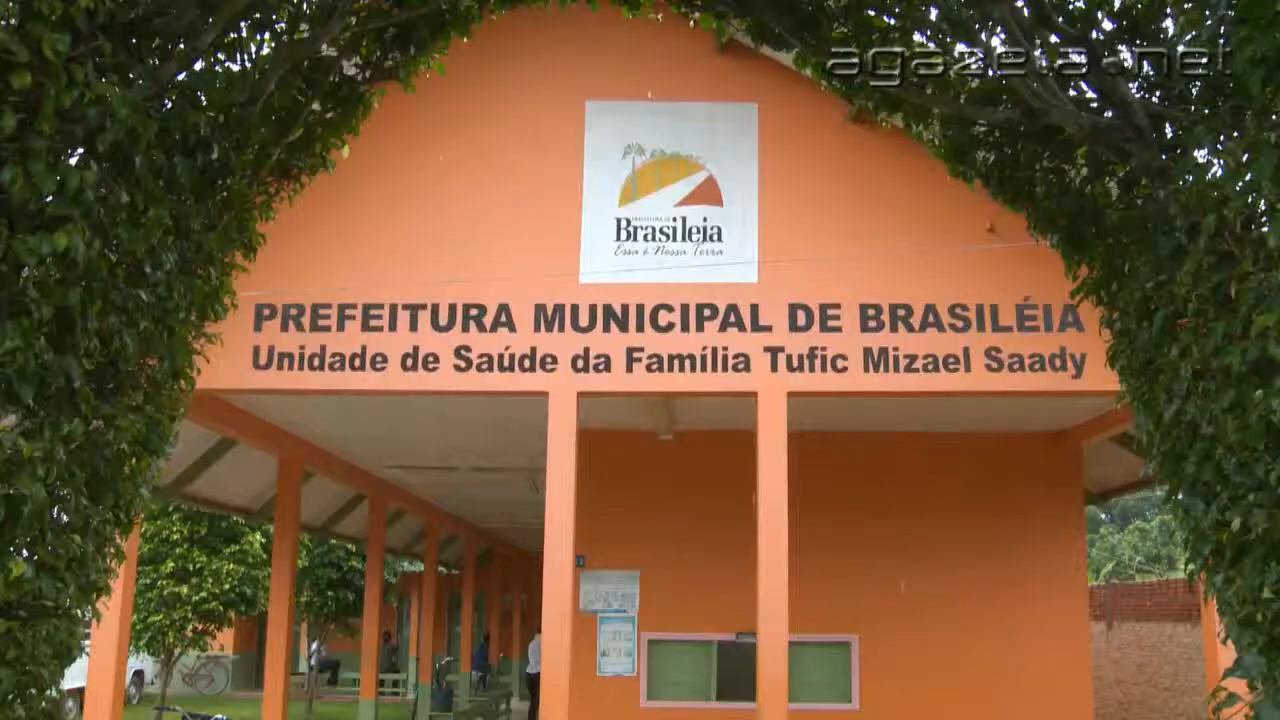 agazeta.net
PREFEITURA DE
Brasileia
Essa é Nossa Terra
PREFEITURA MUNICIPAL DE BRASILÉIA
Unidade de Saúde da Família Tufic Mizael Saady